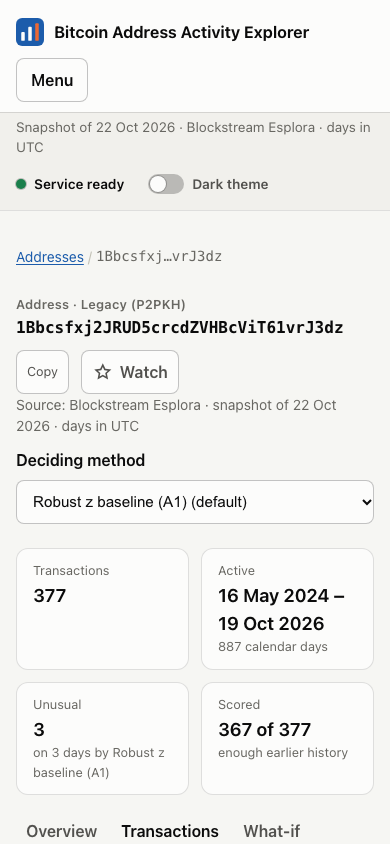 Bitcoin Address Activity Explorer
Menu
Snapshot of 22 Oct 2026 · Blockstream Esplora · days in
UTC
Service ready
Dark theme
Addresses / 1Bbcsfxj…vrJ3dz
Address · Legacy (P2PKH)
1Bbcsfxj2JRUD5crcdZVHBcViT61vrJ3dz
Copy
Watch
Source: Blockstream Esplora · snapshot of 22 Oct
2026 · days in UTC
Deciding method
Robust z baseline (A1) (default)
Transactions
377
Active
16 May 2024 –
19 Oct 2026
887 calendar days
Unusual
3
on 3 days by Robust z
baseline (A1)
Scored
367 of 377
enough earlier history
Overview
Transactions
What-if